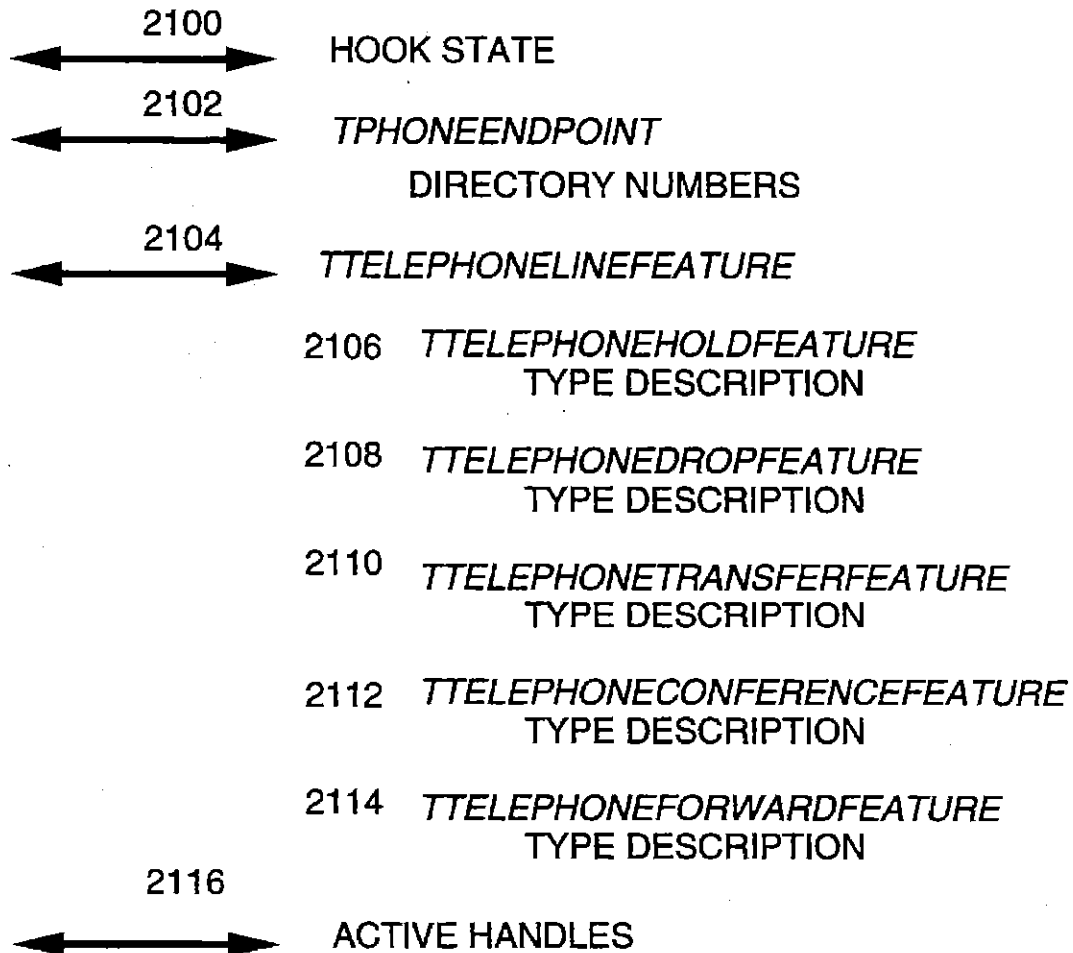 2100
HOOK STATE
2102
TPHONEENDPOINT
DIRECTORY NUMBERS
2104
TTELEPHONELINEFEATURE
2106 TTELEPHONEHOLDFEATURE
TYPE DESCRIPTION
2108 TTELEPHONEDROPFEATURE
TYPE DESCRIPTION
2110 TTELEPHONETRANSFERFEATURE
TYPE DESCRIPTION
2112 TTELEPHONECONFERENCEFEATURE
TYPE DESCRIPTION
2114 TTELEPHONEFORWARDFEATURE
TYPE DESCRIPTION
2116
ACTIVE HANDLES